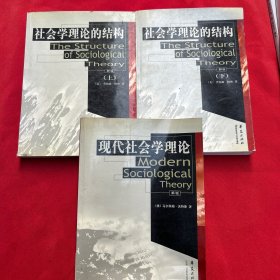 社会学理论的结构
The Structure
of Sociological
Theory
(上)
社会学理论的结构
The Structure
of Sociological
Theory
(下)
现代社会学理论
Modern
Sociological
Theory